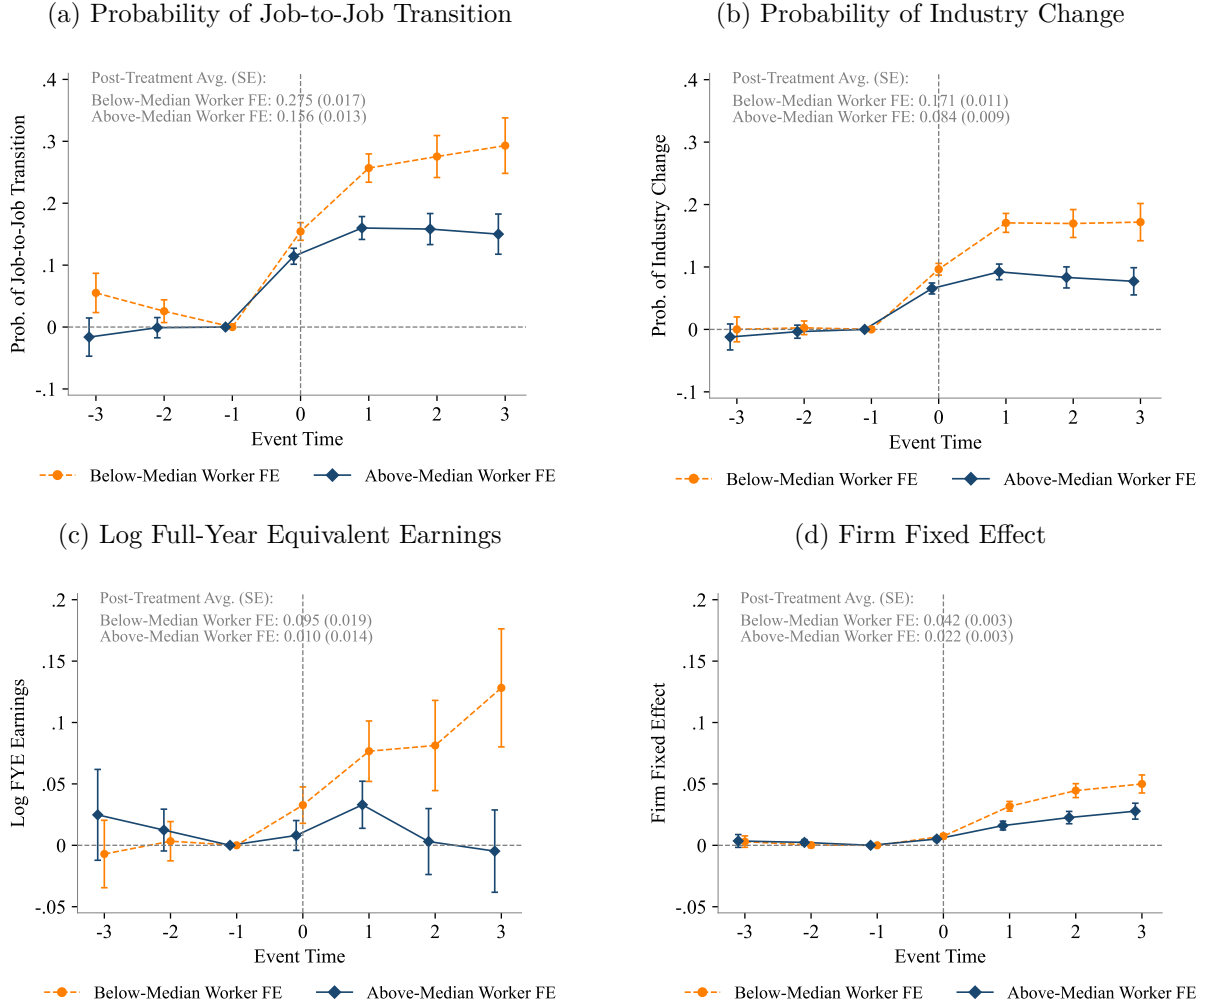 (a) Probability of Job-to-Job Transition
Post-Treatment Avg. (SE):
Below-Median Worker FE: 0.275 (0.017)
Above-Median Worker FE: 0.156 (0.013)
Prob. of Job-to-Job Transition
.4
.3
.2
.1
0
-.1
-3 -2 -1 0 1 2 3
Event Time
Below-Median Worker FE Above-Median Worker FE
(b) Probability of Industry Change
Post-Treatment Avg. (SE):
Below-Median Worker FE: 0.171 (0.011)
Above-Median Worker FE: 0.084 (0.009)
Prob. of Industry Change
.4
.3
.2
.1
0
-.1
-3 -2 -1 0 1 2 3
Event Time
Below-Median Worker FE Above-Median Worker FE
(c) Log Full-Year Equivalent Earnings
Post-Treatment Avg. (SE):
Below-Median Worker FE: 0.095 (0.019)
Above-Median Worker FE: 0.010 (0.014)
Log FYE Earnings
.2
.15
.1
.05
0
-.05
-3 -2 -1 0 1 2 3
Event Time
Below-Median Worker FE Above-Median Worker FE
(d) Firm Fixed Effect
Post-Treatment Avg. (SE):
Below-Median Worker FE: 0.042 (0.003)
Above-Median Worker FE: 0.022 (0.003)
Firm Fixed Effect
.2
.15
.1
.05
0
-.05
-3 -2 -1 0 1 2 3
Event Time
Below-Median Worker FE Above-Median Worker FE